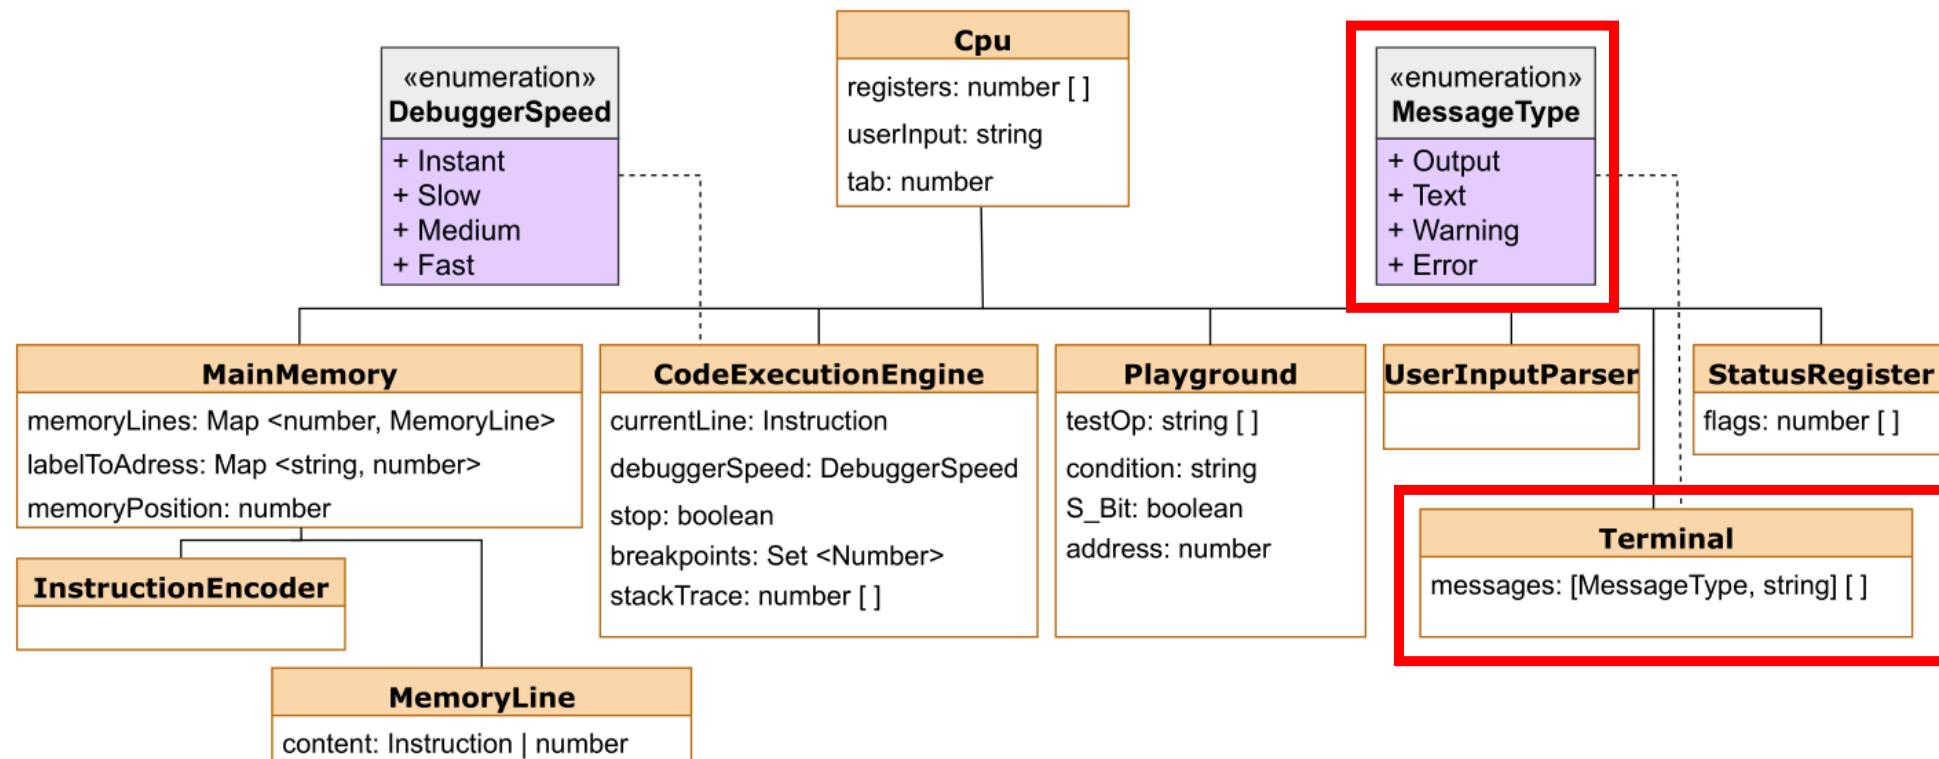 Cpu
registers: number [ ]
userInput: string
tab: number
«enumeration»
DebuggerSpeed
+ Instant
+ Slow
+ Medium
+ Fast
«enumeration»
MessageType
+ Output
+ Text
+ Warning
+ Error
MainMemory
memoryLines: Map <number, MemoryLine>
labelToAdress: Map <string, number>
memoryPosition: number
CodeExecutionEngine
currentLine: Instruction
debuggerSpeed: DebuggerSpeed
stop: boolean
breakpoints: Set <Number>
stackTrace: number [ ]
Playground
testOp: string [ ]
condition: string
S_Bit: boolean
address: number
UserInputParser
StatusRegister
flags: number [ ]
Terminal
messages: [MessageType, string] [ ]
InstructionEncoder
MemoryLine
content: Instruction | number